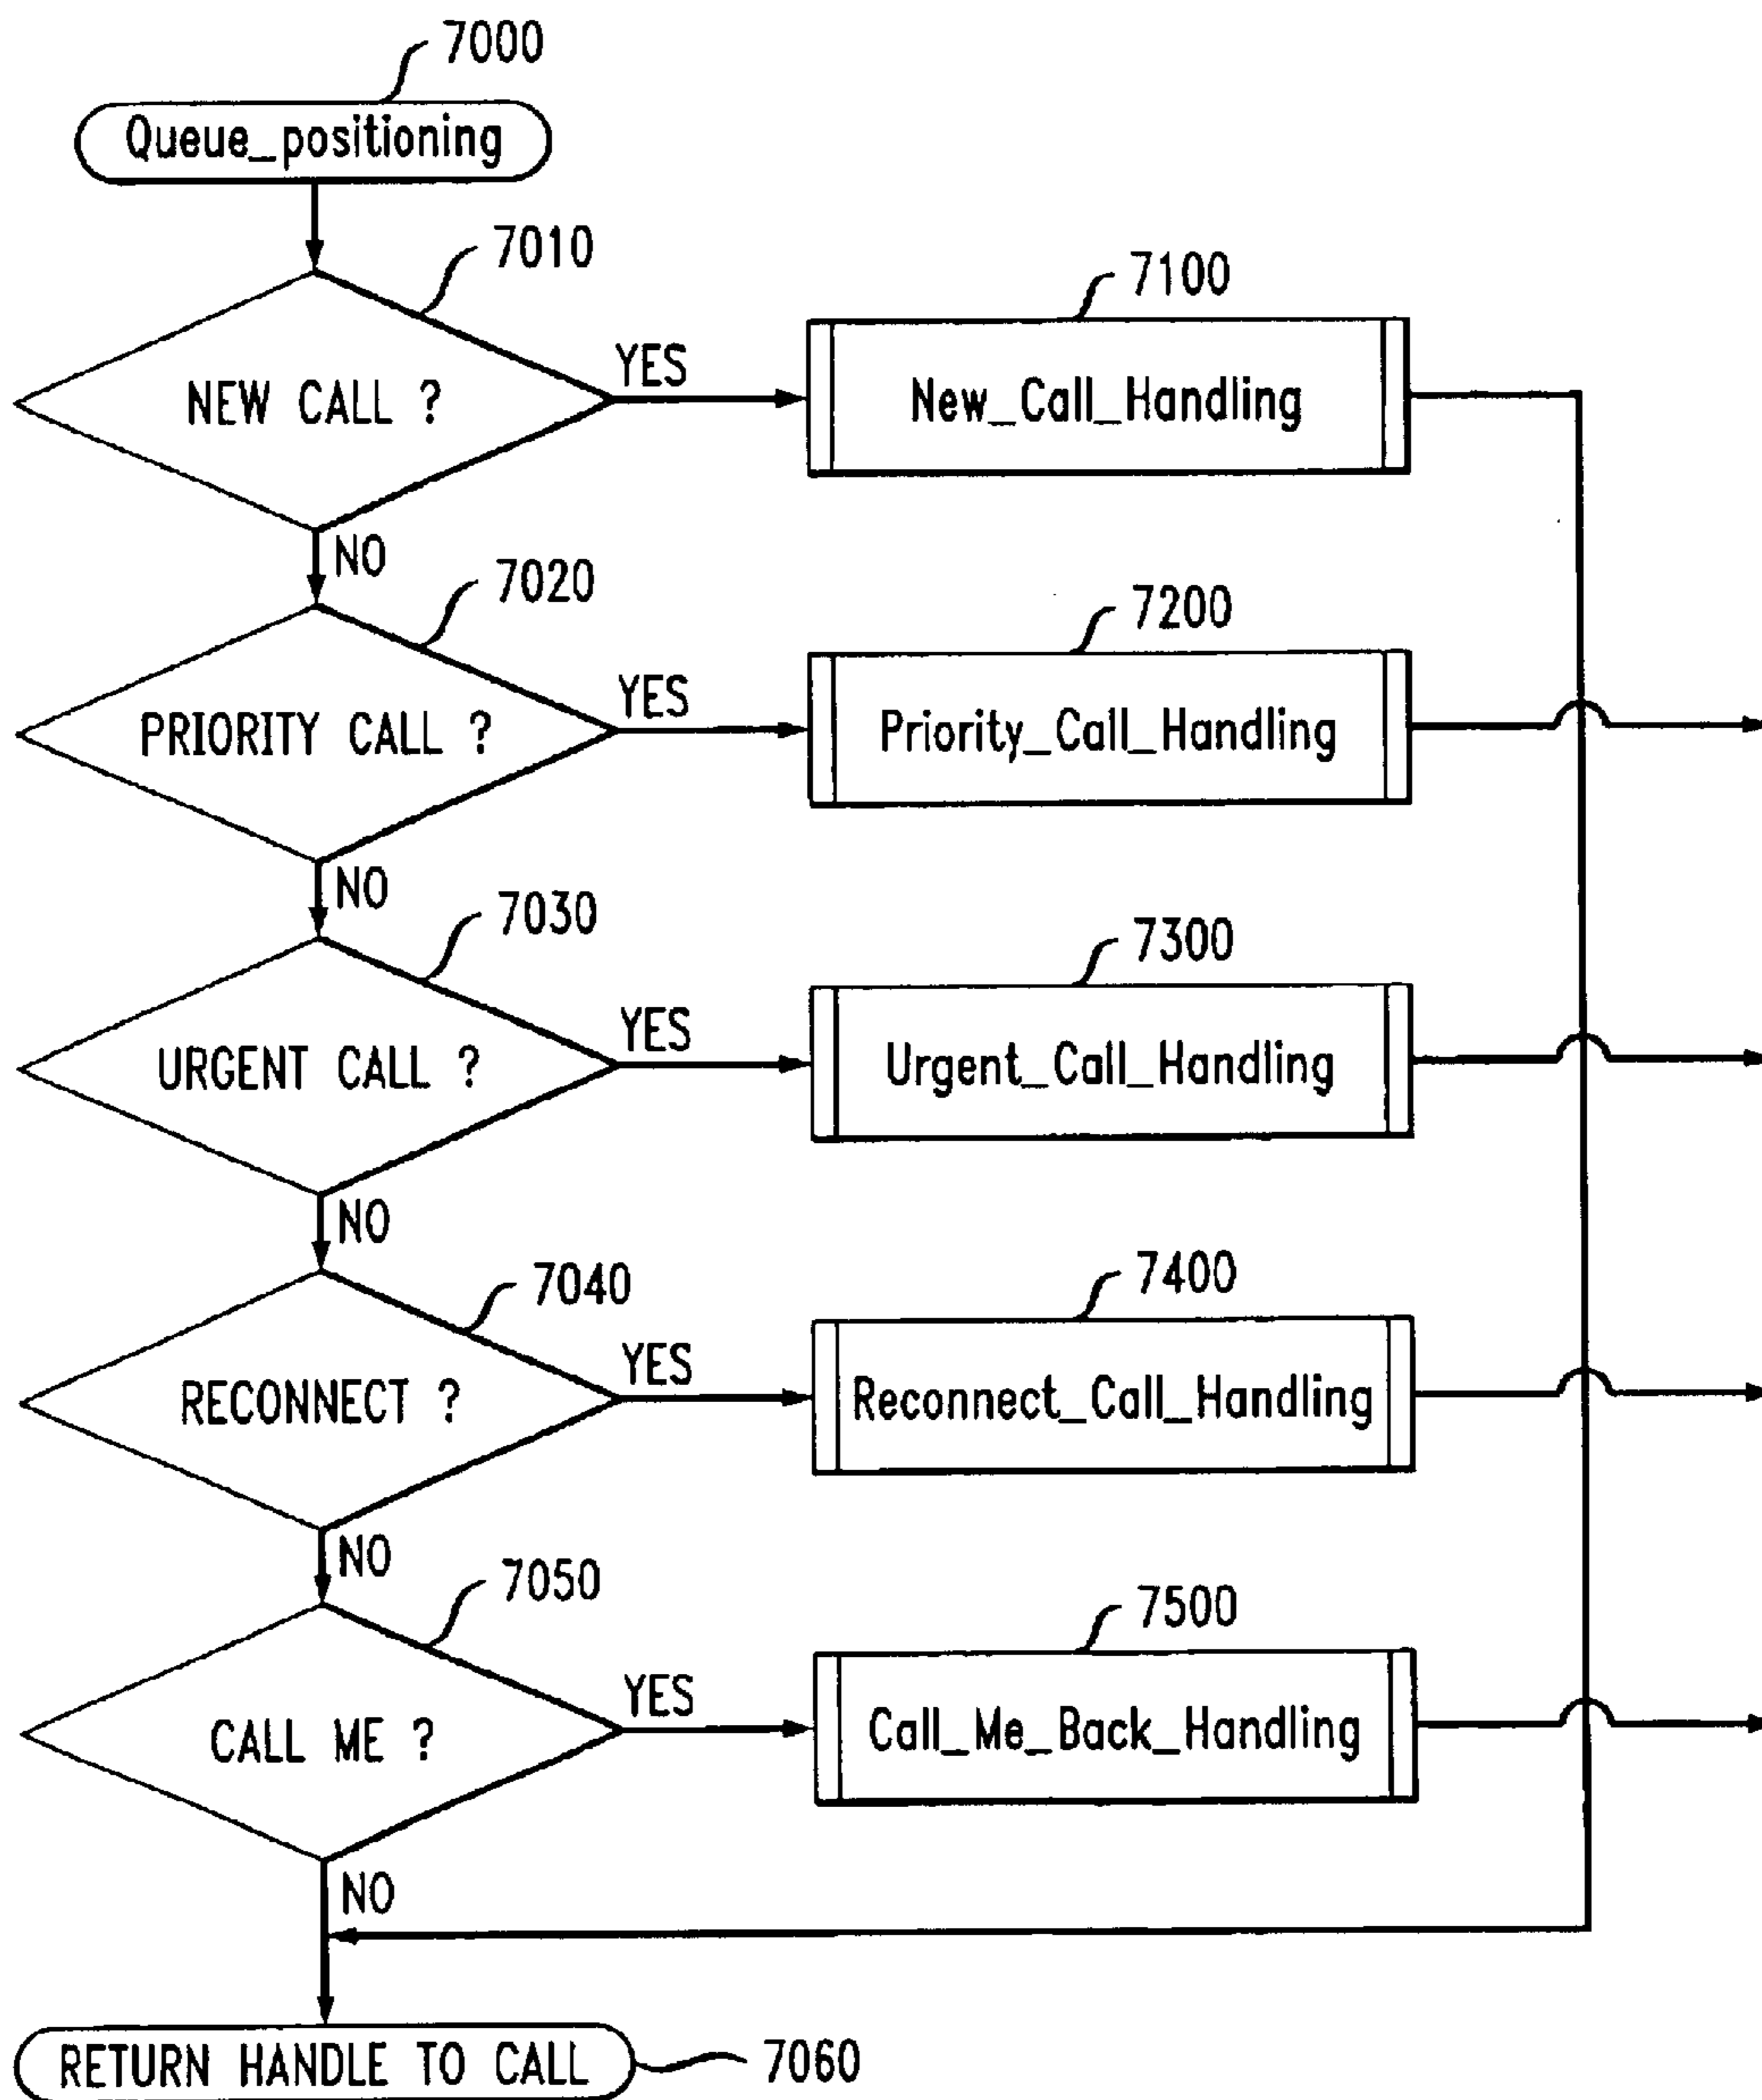 7000
Queue_positioning
7010
NEW CALL ?
YES
7100
New_Call_Handling
NO
7020
PRIORITY CALL ?
YES
7200
Priority_Call_Handling
NO
7030
URGENT CALL ?
YES
7300
Urgent_Call_Handling
NO
7040
RECONNECT ?
YES
7400
Reconnect_Call_Handling
NO
7050
CALL ME ?
YES
7500
Call_Me_Back_Handling
NO
RETURN HANDLE TO CALL
7060